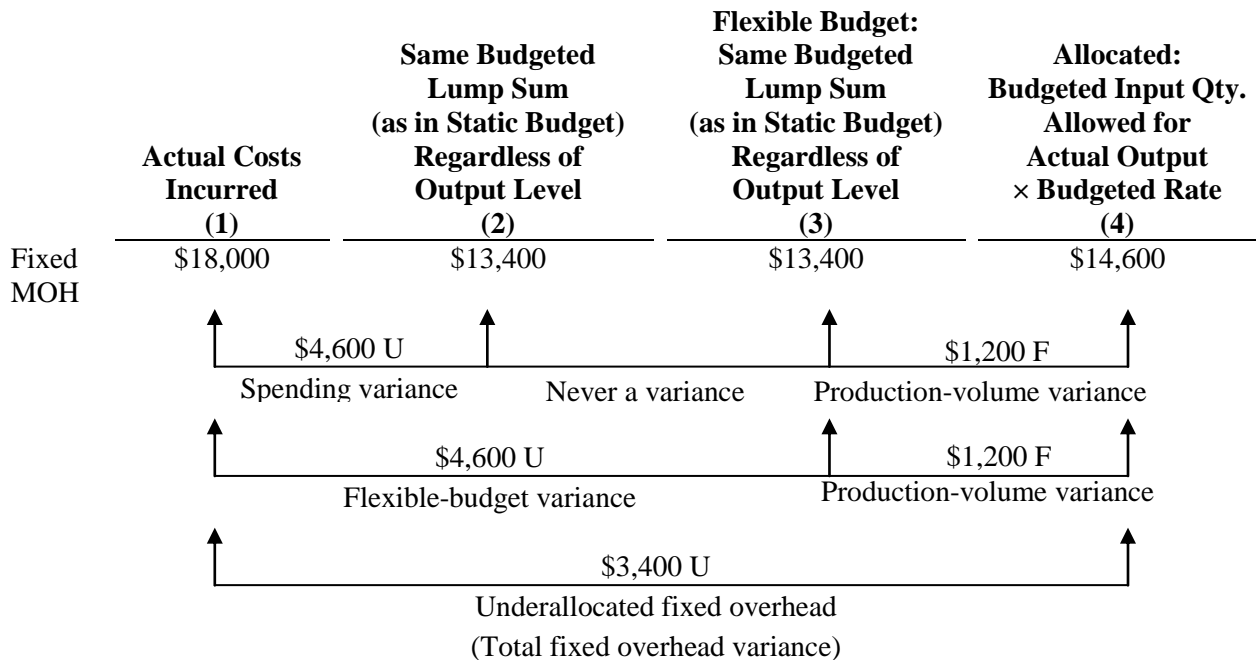 Flexible Budget:
Same Budgeted Same Budgeted Allocated:
Lump Sum Lump Sum Budgeted Input Qty.
(as in Static Budget) (as in Static Budget) Allowed for
Actual Costs Regardless of Regardless of Actual Output
Incurred Output Level Output Level × Budgeted Rate
(1) (2) (3) (4)
Fixed $18,000 $13,400 $13,400 $14,600
MOH
$4,600 U $1,200 F
Spending variance Never a variance Production-volume variance
$4,600 U $1,200 F
Flexible-budget variance Production-volume variance
$3,400 U
Underallocated fixed overhead
(Total fixed overhead variance)